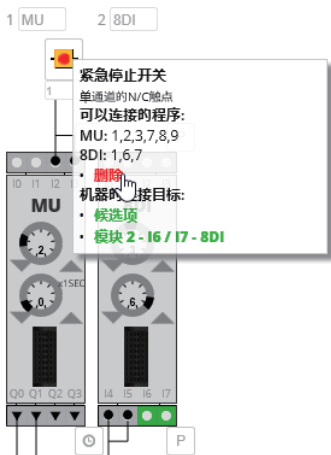 1 MU 2 8DI
紧急停止开关
单通道的N/C触点
可以连接的程序:
MU: 1,2,3,7,8,9
8DI: 1,6,7
• 删除
机器的连接目标:
• 候选项
• 模块 2 - I6 / I7 - 8DI
1
P
I0 I1 I2
MU
2
x1SEC
0
6
Q0 Q1 Q2 Q3 I4 I5 I6 I7
P